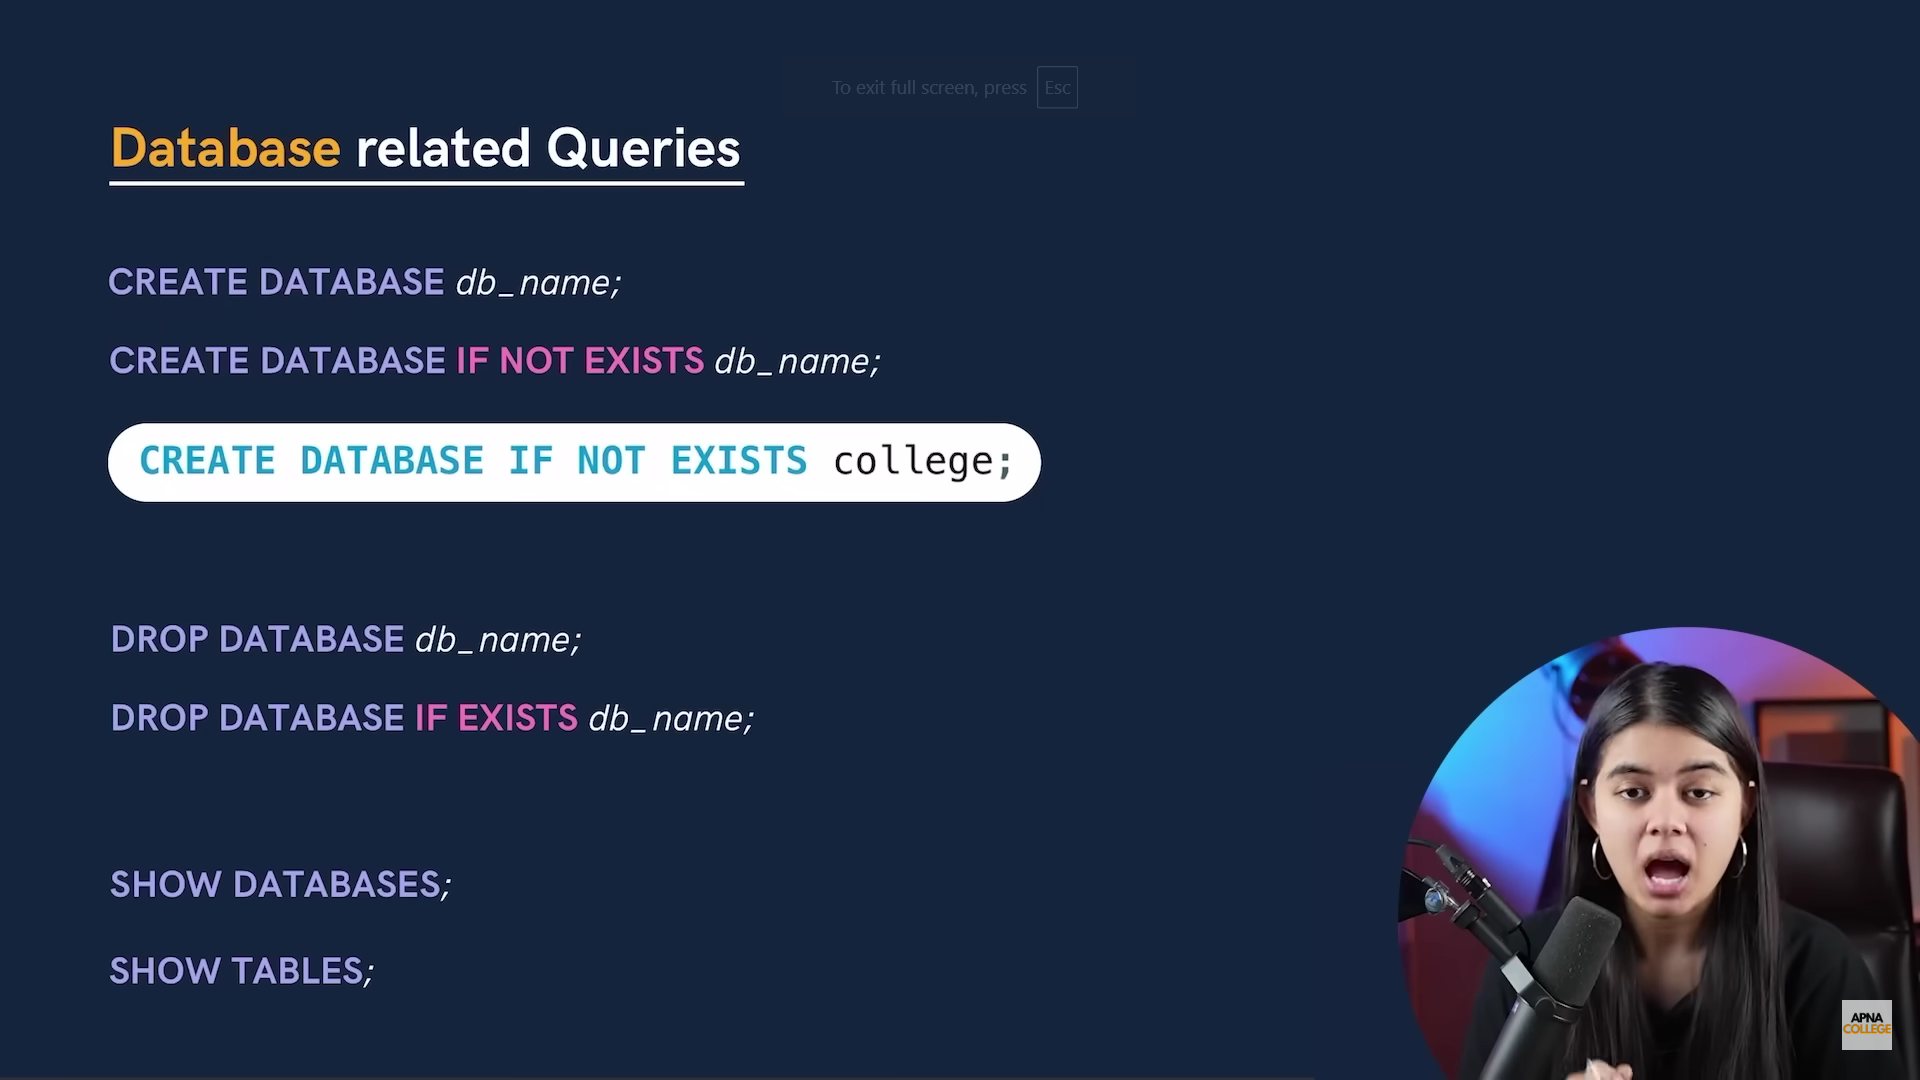 To exit full screen, press Esc
Database related Queries
CREATE DATABASE db_name;
CREATE DATABASE IF NOT EXISTS db_name;
CREATE DATABASE IF NOT EXISTS college;
DROP DATABASE db_name;
DROP DATABASE IF EXISTS db_name;
SHOW DATABASES;
SHOW TABLES;
APNA
COLLEGE